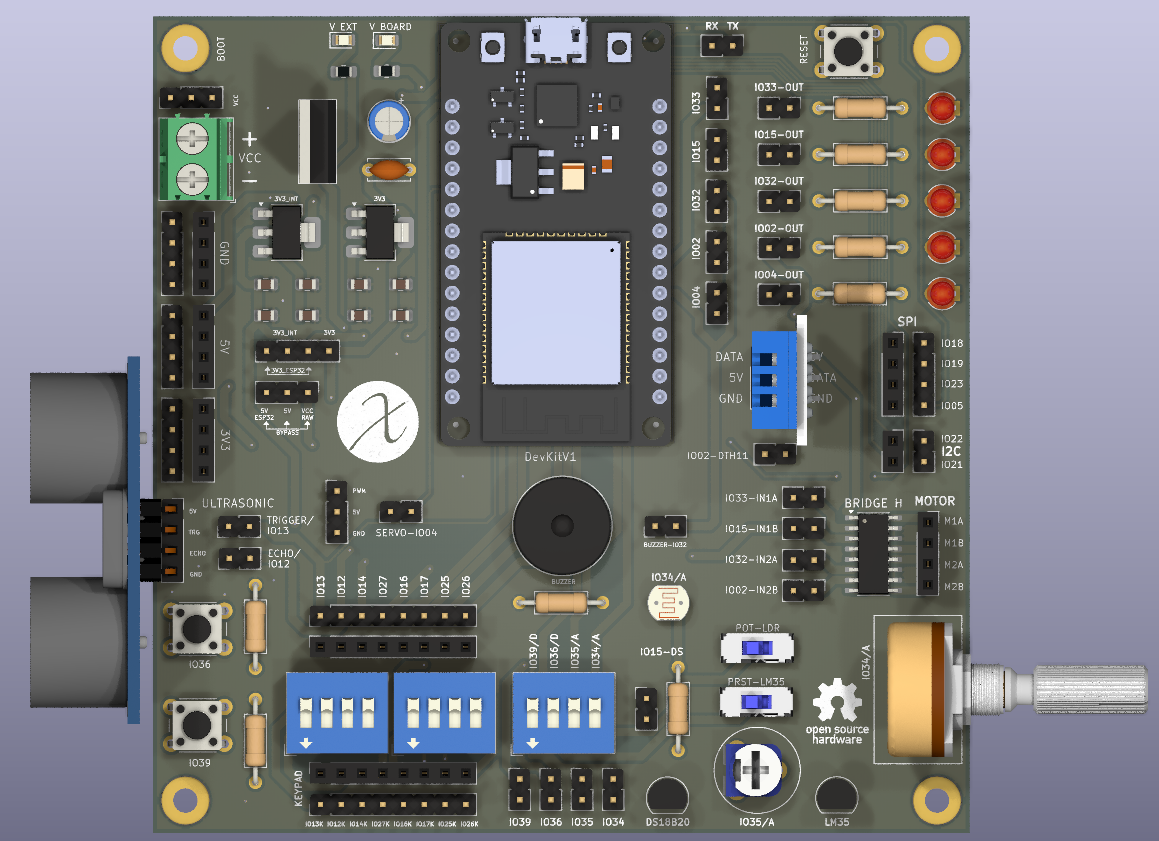 V_EXT V_BOARD
RX TX
BOOT
RESET
VCC
+
VCC
−
IO33
IO33-OUT
IO15
IO15-OUT
IO32
IO32-OUT
IO02
IO02-OUT
IO04
IO04-OUT
3V3_INT
3V3
GND
5V
3V3
3V3_INT 3V3
3V3_ESP32
5V
ESP32
5V
VCC
RAW
BYPASS
X
DevKitV1
SPI
IO18
IO19
IO23
IO05
IO22
I2C
IO21
DATA
5V
GND
IO02-DTH11
ULTRASONIC
5V
TRG
ECHO
GND
TRIGGER/
IO13
ECHO/
IO12
PWM
5V
GND
SERVO-IO04
BUZZER
BUZZER-IO32
IO33-IN1A
IO15-IN1B
IO32-IN2A
IO02-IN2B
BRIDGE H
MOTOR
M1A
M1B
M2A
M2B
IO13
IO12
IO14
IO27
IO16
IO17
IO25
IO26
IO34/A
IO36
IO39
IO39/D
IO36/D
IO35/A
IO34/A
IO15-DS
POT-LDR
PRST-LM35
open source
hardware
IO34/A
KEYPAD
IO13K IO12K IO14K IO27K IO16K IO17K IO25K IO26K
IO39 IO36 IO35 IO34
DS18B20
IO35/A
LM35